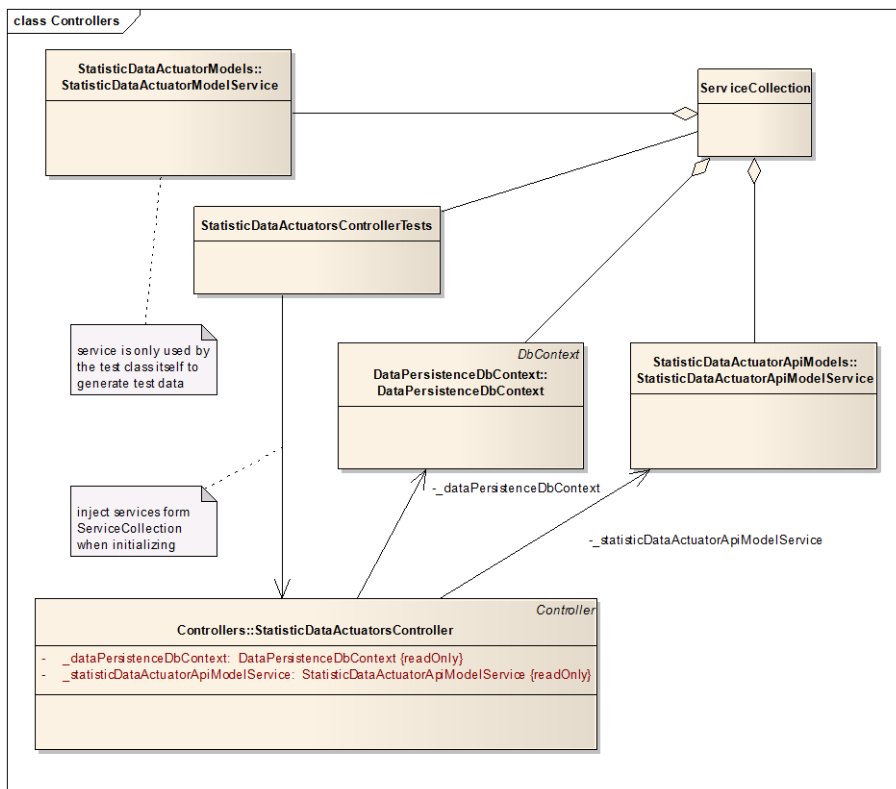 class Controllers
StatisticDataActuatorModels::
StatisticDataActuatorModelService
ServiceCollection
StatisticDataActuatorsControllerTests
service is only used by
the test class itself to
generate test data
DbContext
DataPersistenceDbContext::
DataPersistenceDbContext
StatisticDataActuatorApiModels::
StatisticDataActuatorApiModelService
-_dataPersistenceDbContext
inject services form
ServiceCollection
when initializing
-_statisticDataActuatorApiModelService
Controller
Controllers::StatisticDataActuatorsController
- _dataPersistenceDbContext: DataPersistenceDbContext {readOnly}
- _statisticDataActuatorApiModelService: StatisticDataActuatorApiModelService {readOnly}